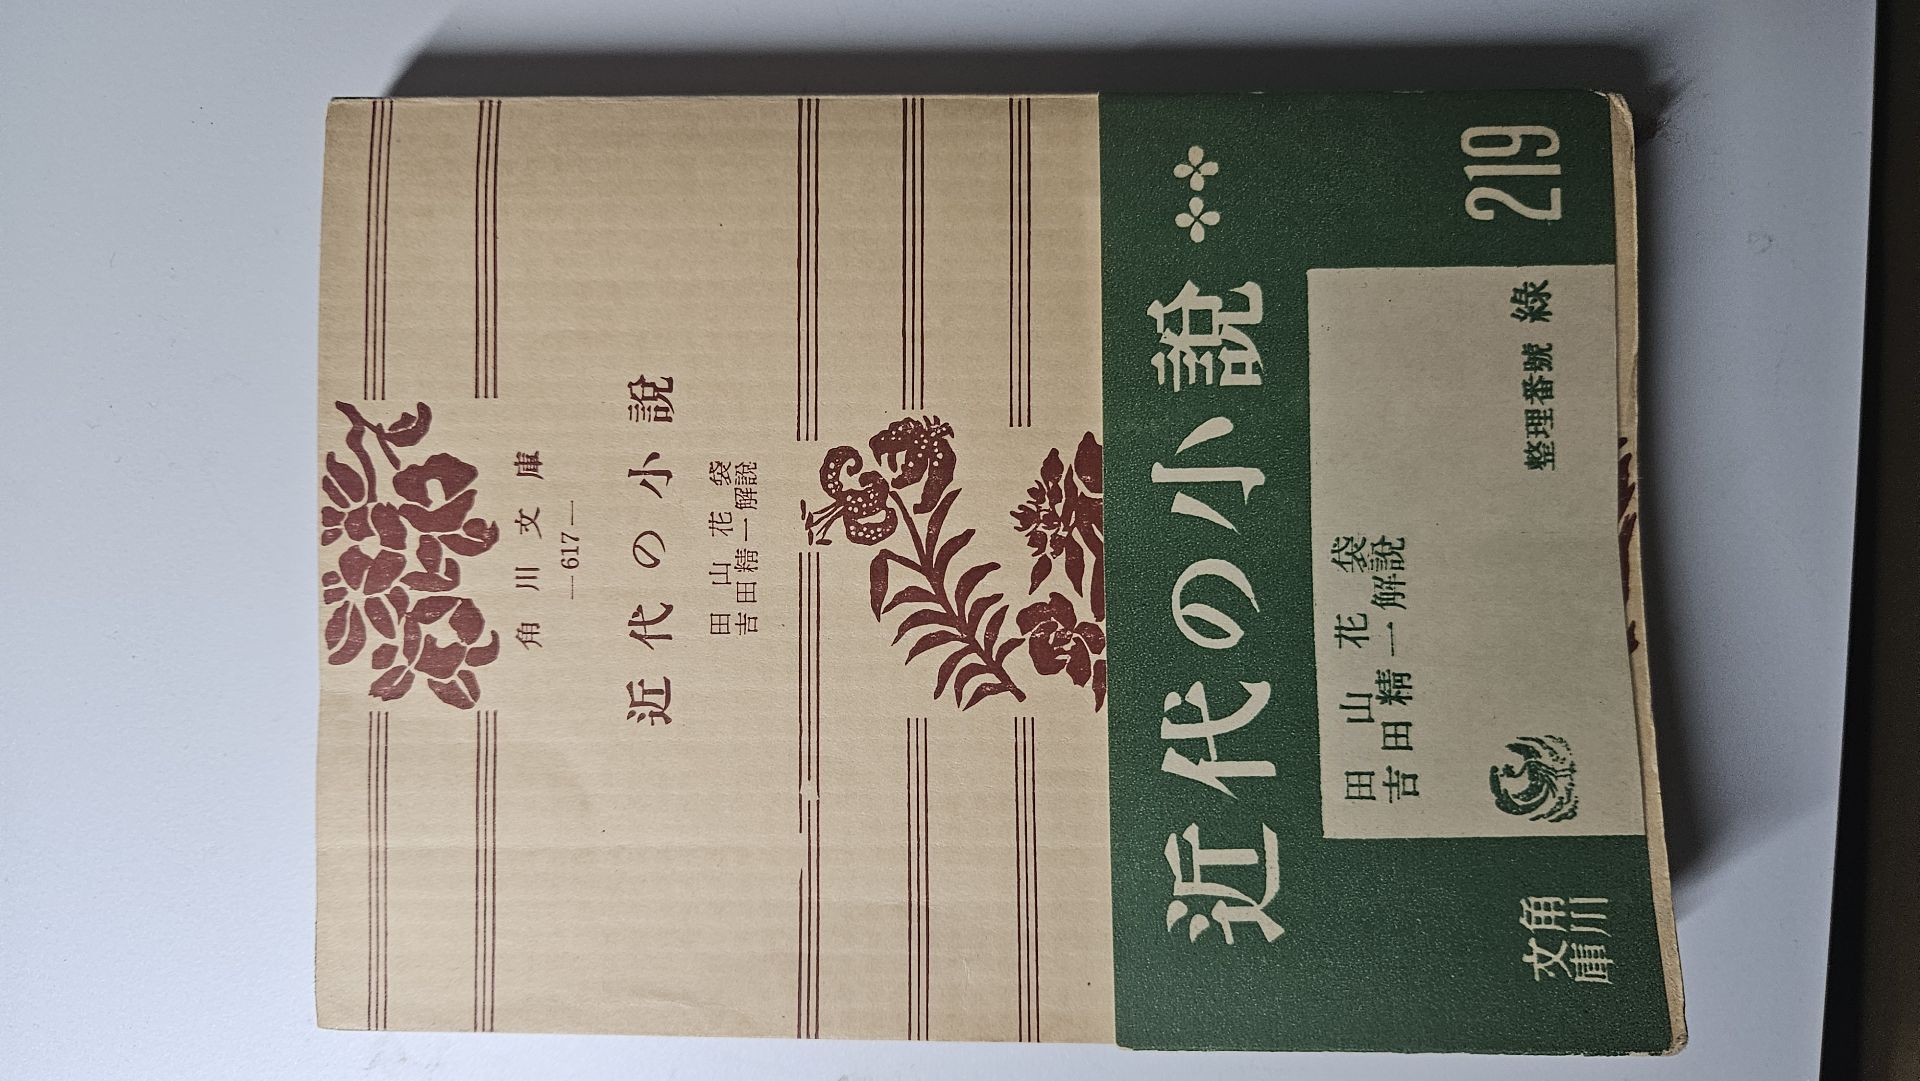 角川文庫
—617—
近代の小說
田山花袋
吉田精一解説
近代の小說
田山花袋
吉田精一解説
整理番號 綠
219
角川
文庫